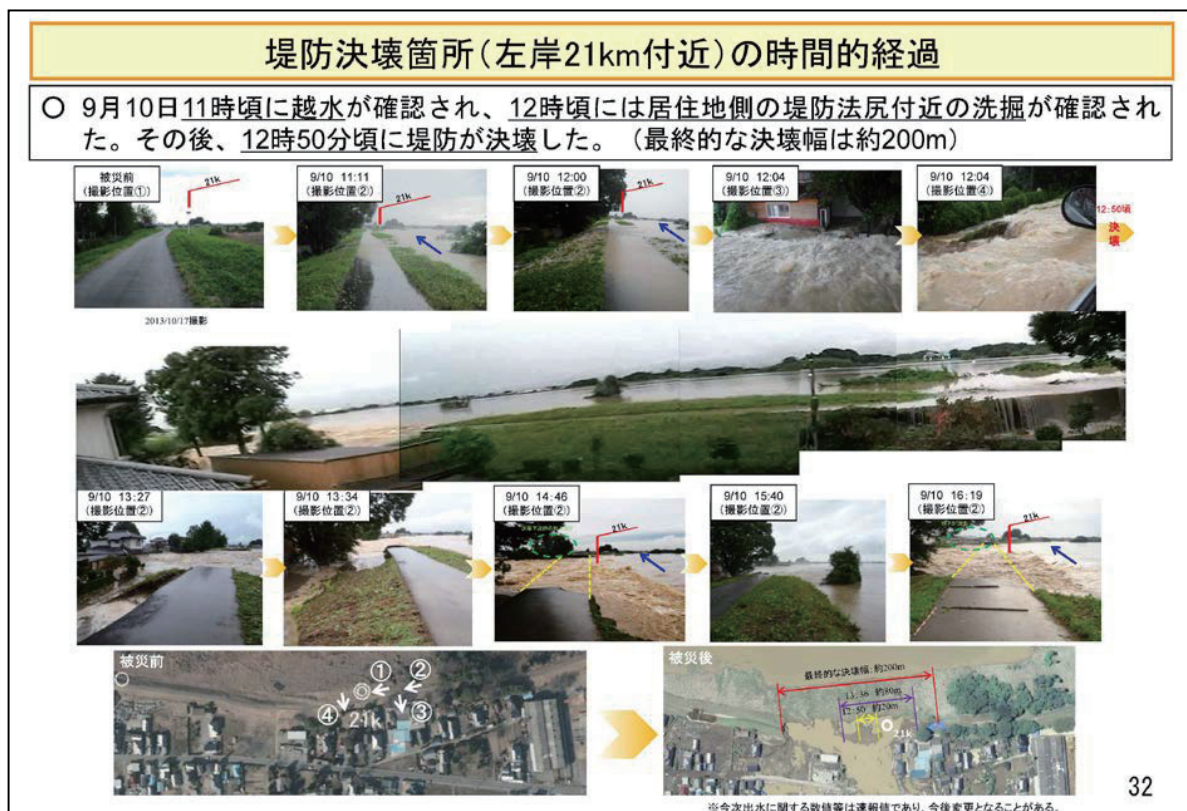 堤防決壊箇所(左岸21km付近)の時間的経過
○ 9月10日11時頃に越水が確認され、12時頃には居住地側の堤防法尻付近の洗掘が確認され
た。その後、12時50分頃に堤防が決壊した。（最終的な決壊幅は約200m）
被災前
(撮影位置①)
21k
9/10 11:11
(撮影位置②)
21k
9/10 12:00
(撮影位置②)
21k
9/10 12:04
(撮影位置③)
9/10 12:04
(撮影位置④)
12:50頃
決壊
2013/10/17撮影
9/10 13:27
(撮影位置②)
9/10 13:34
(撮影位置②)
9/10 14:46
(撮影位置②)
21k
9/10 15:40
(撮影位置②)
9/10 16:19
(撮影位置②)
21k
被災前
① ②
④ 21k ③
被災後
最終的な決壊幅:約200m
13:36 約80m
12:50 約20m
21k
32
※今次出水に関する数値等は速報値であり、今後変更となることがある。